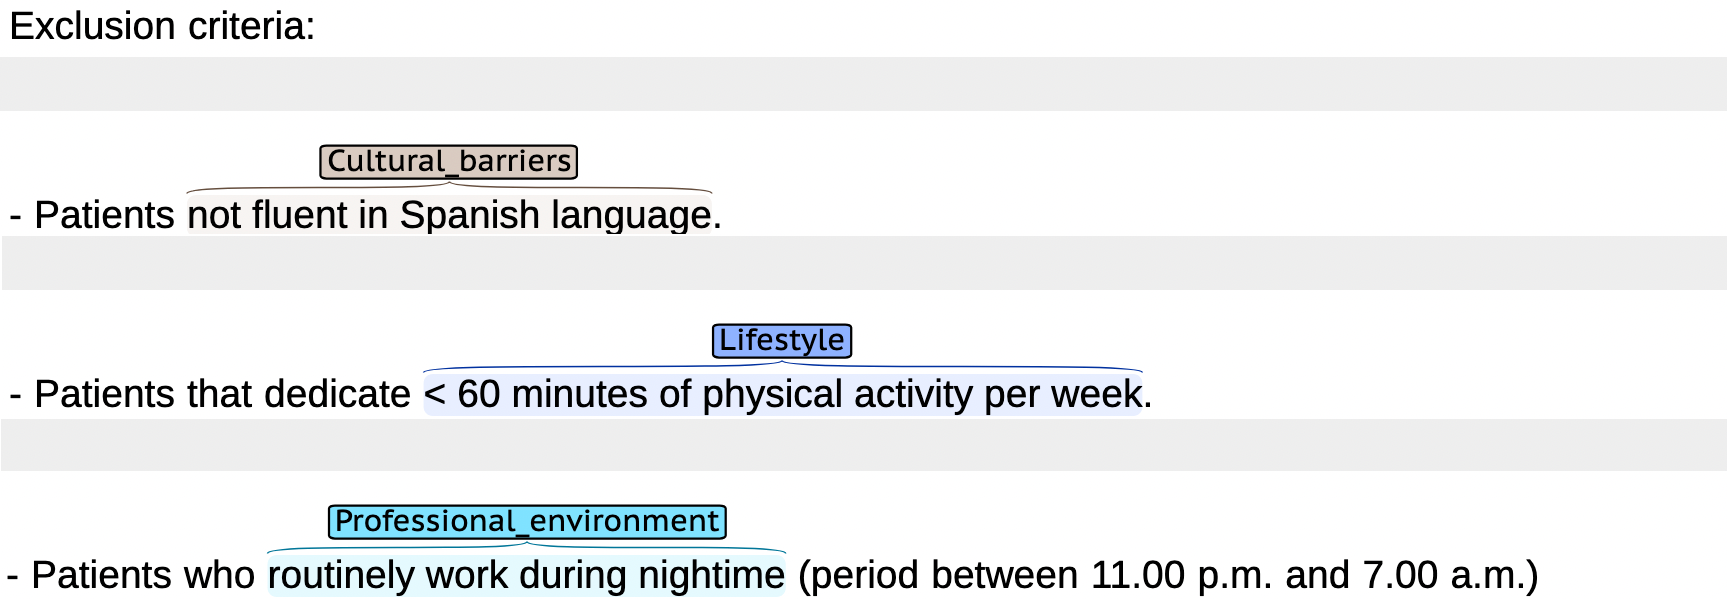 Exclusion criteria:
Cultural_barriers
- Patients not fluent in Spanish language.
Lifestyle
- Patients that dedicate < 60 minutes of physical activity per week.
Professional_environment
- Patients who routinely work during nightime (period between 11.00 p.m. and 7.00 a.m.)